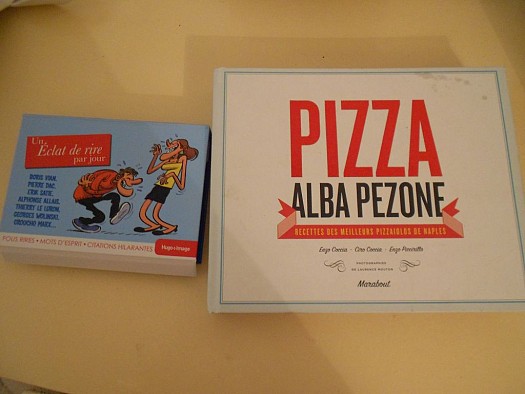 Un
Éclat de rire
par jour
BORIS VIAN,
PIERRE DAC,
ERIK SATIE,
ALPHONSE ALLAIS,
THIERRY LE LURON,
GEORGES WOLINSKI,
GROUCHO MARX...
FOUS RIRES • MOTS D'ESPRIT • CITATIONS HILARANTES
Hugo+Image
PIZZA
ALBA PEZONE
RECETTES DES MEILLEURS PIZZAIOLOS DE NAPLES
Enzo Coccia - Ciro Coccia - Enzo Piccirillo
PHOTOGRAPHIES
DE LAURENCE MOUTON
Marabout